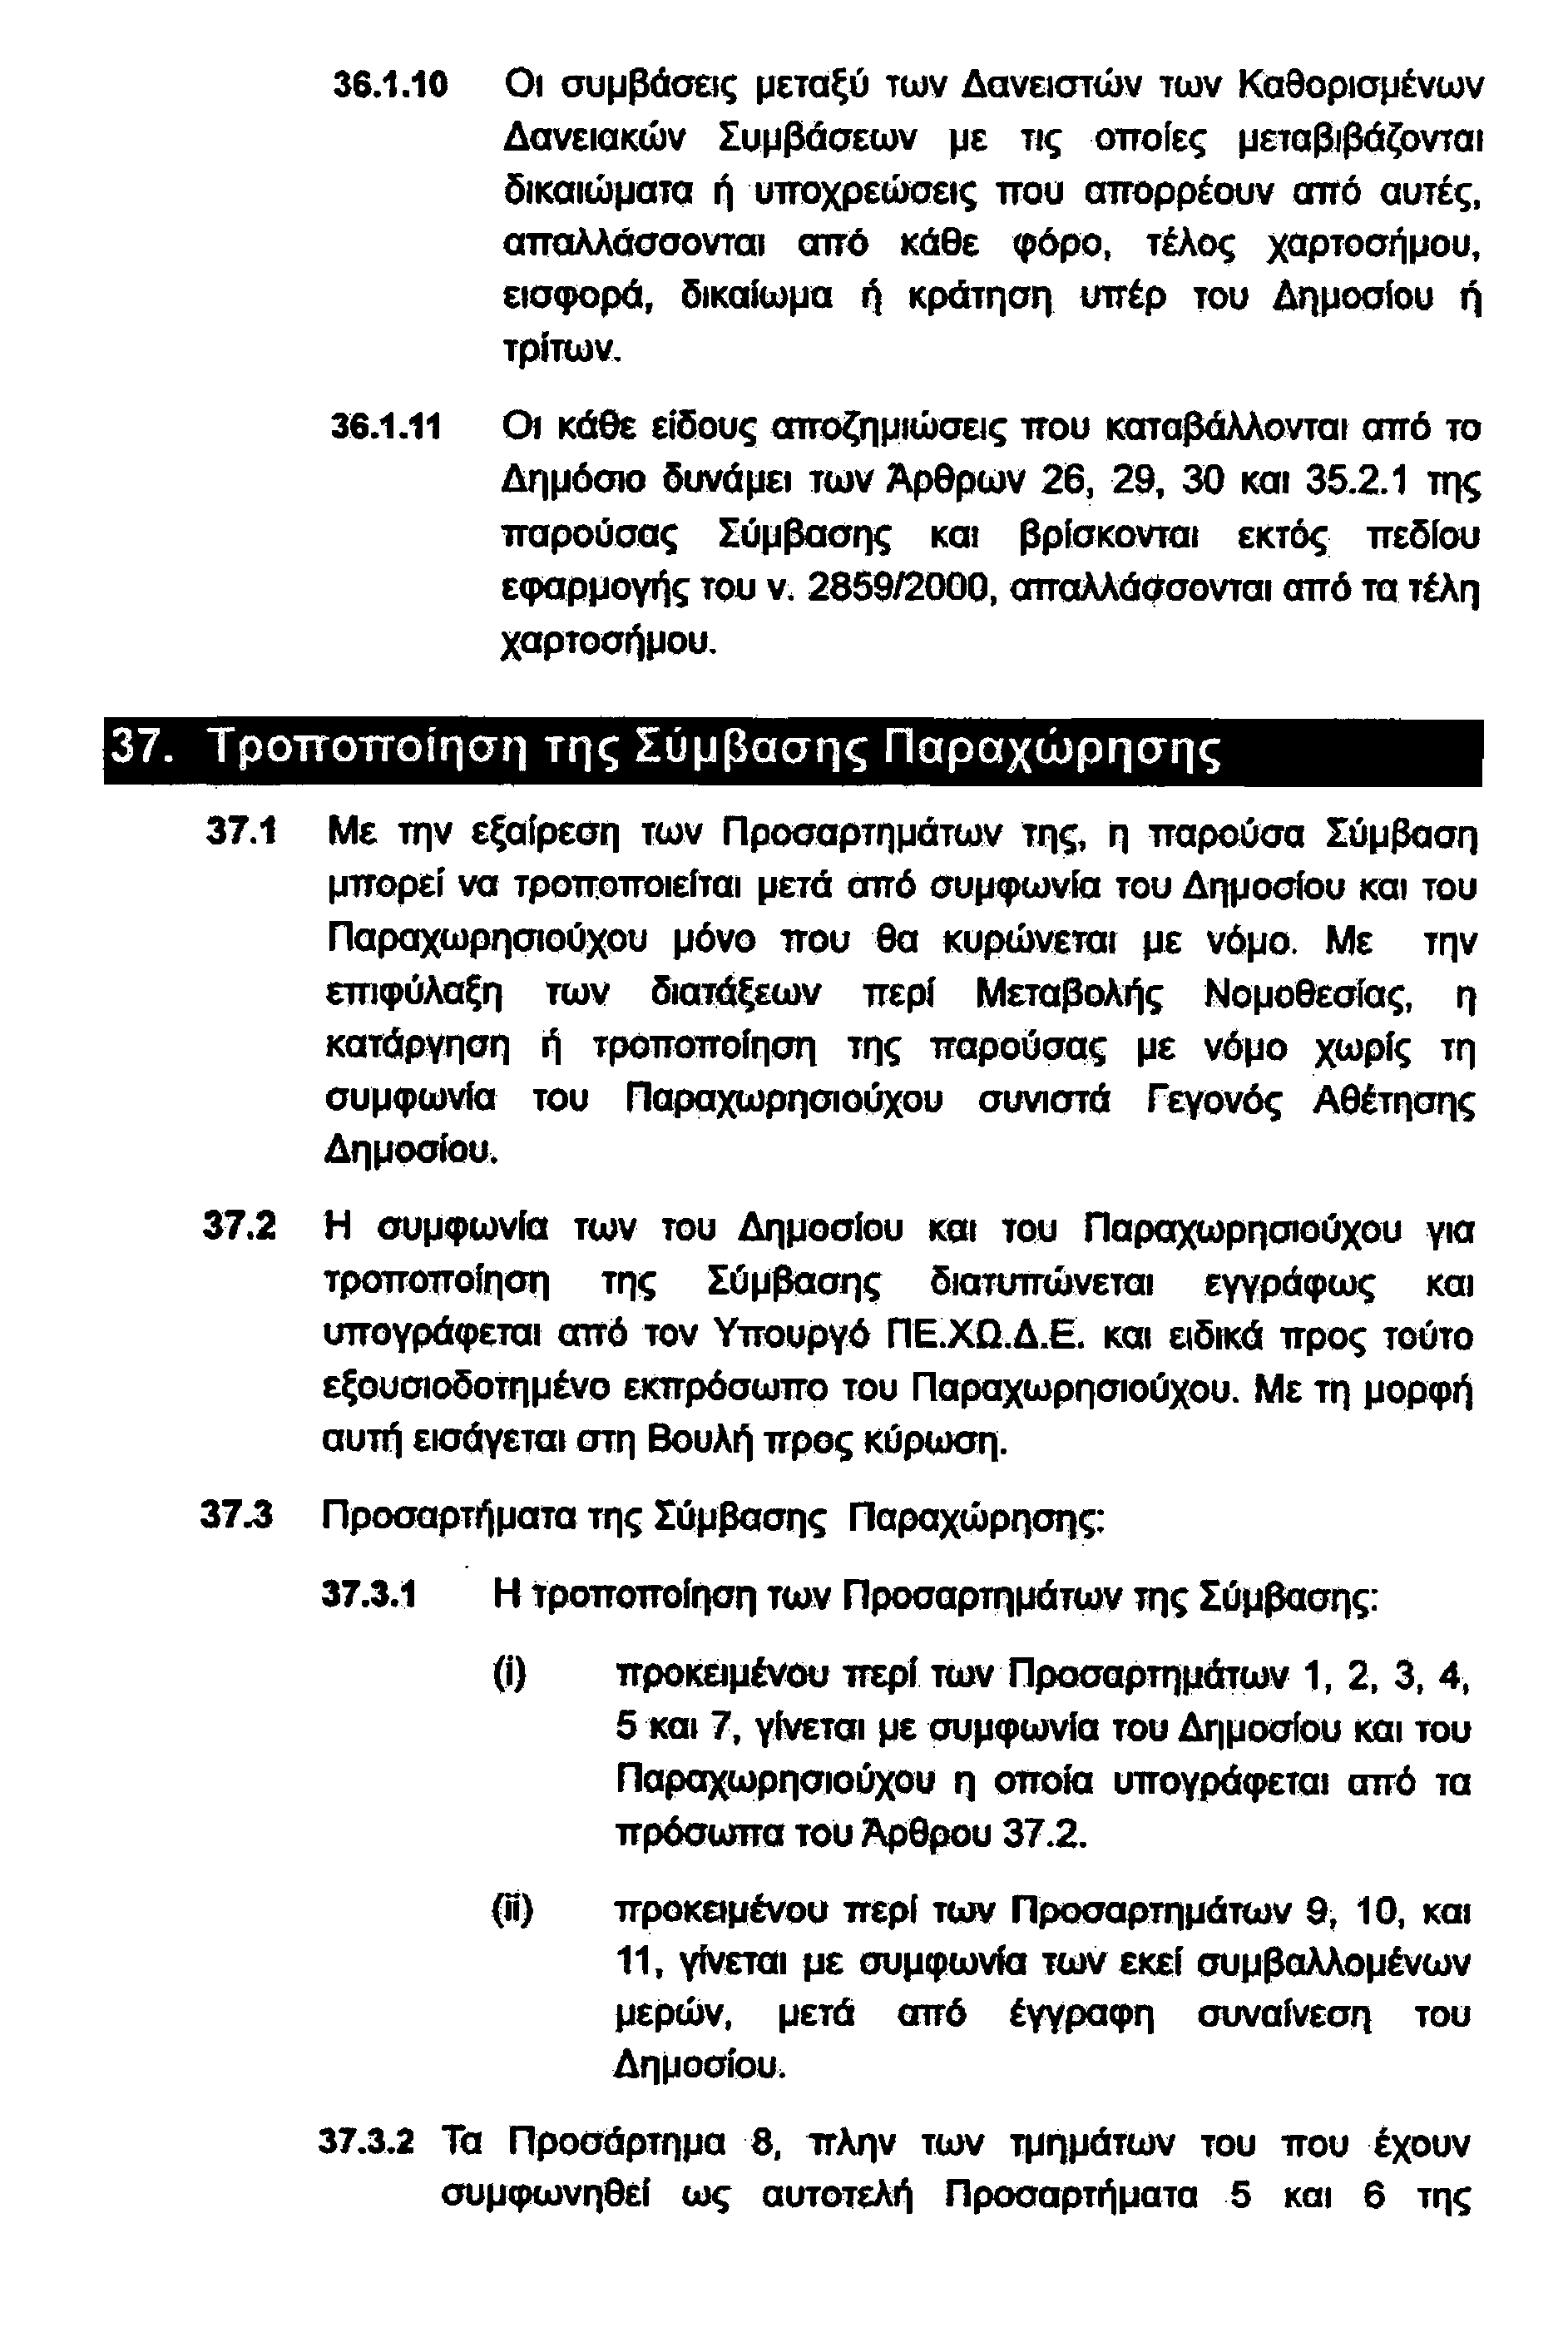 36.1.10 Οι συμβάσεις μεταξύ των Δανειστών των Καθορισμένων
Δανειακών Συμβάσεων με τις οποίες μεταβιβάζονται
δικαιώματα ή υποχρεώσεις που απορρέουν από αυτές,
απαλλάσσονται από κάθε φόρο, τέλος χαρτοσήμου,
εισφορά, δικαίωμα ή κράτηση υπέρ του Δημοσίου ή
τρίτων.
36.1.11 Οι κάθε είδους αποζημιώσεις που καταβάλλονται από το
Δημόσιο δυνάμει των Άρθρων 26, 29, 30 και 35.2.1 της
παρούσας Σύμβασης και βρίσκονται εκτός πεδίου
εφαρμογής του ν. 2859/2000, απαλλάσσονται από τα τέλη
χαρτοσήμου.
37. Τροποποίηση της Σύμβασης Παραχώρησης
37.1 Με την εξαίρεση των Προσαρτημάτων της, η παρούσα Σύμβαση
μπορεί να τροποποιείται μετά από συμφωνία του Δημοσίου και του
Παραχωρησιούχου μόνο που θα κυρώνεται με νόμο. Με την
επιφύλαξη των διατάξεων περί Μεταβολής Νομοθεσίας, η
κατάργηση ή τροποποίηση της παρούσας με νόμο χωρίς τη
συμφωνία του Παραχωρησιούχου συνιστά Γεγονός Αθέτησης
Δημοσίου.
37.2 Η συμφωνία των του Δημοσίου και του Παραχωρησιούχου για
τροποποίηση της Σύμβασης διατυπώνεται εγγράφως και
υπογράφεται από τον Υπουργό ΠΕ.ΧΩ.Δ.Ε. και ειδικά προς τούτο
εξουσιοδοτημένο εκπρόσωπο του Παραχωρησιούχου. Με τη μορφή
αυτή εισάγεται στη Βουλή προς κύρωση.
37.3 Προσαρτήματα της Σύμβασης Παραχώρησης:
37.3.1 Η τροποποίηση των Προσαρτημάτων της Σύμβασης:
(i) προκειμένου περί των Προσαρτημάτων 1, 2, 3, 4,
5 και 7, γίνεται με συμφωνία του Δημοσίου και του
Παραχωρησιούχου η οποία υπογράφεται από τα
πρόσωπα του Άρθρου 37.2.
(ii) προκειμένου περί των Προσαρτημάτων 9, 10, και
11, γίνεται με συμφωνία των εκεί συμβαλλομένων
μερών, μετά από έγγραφη συναίνεση του
Δημοσίου.
37.3.2 Τα Προσάρτημα 8, πλην των τμημάτων του που έχουν
συμφωνηθεί ως αυτοτελή Προσαρτήματα 5 και 6 της